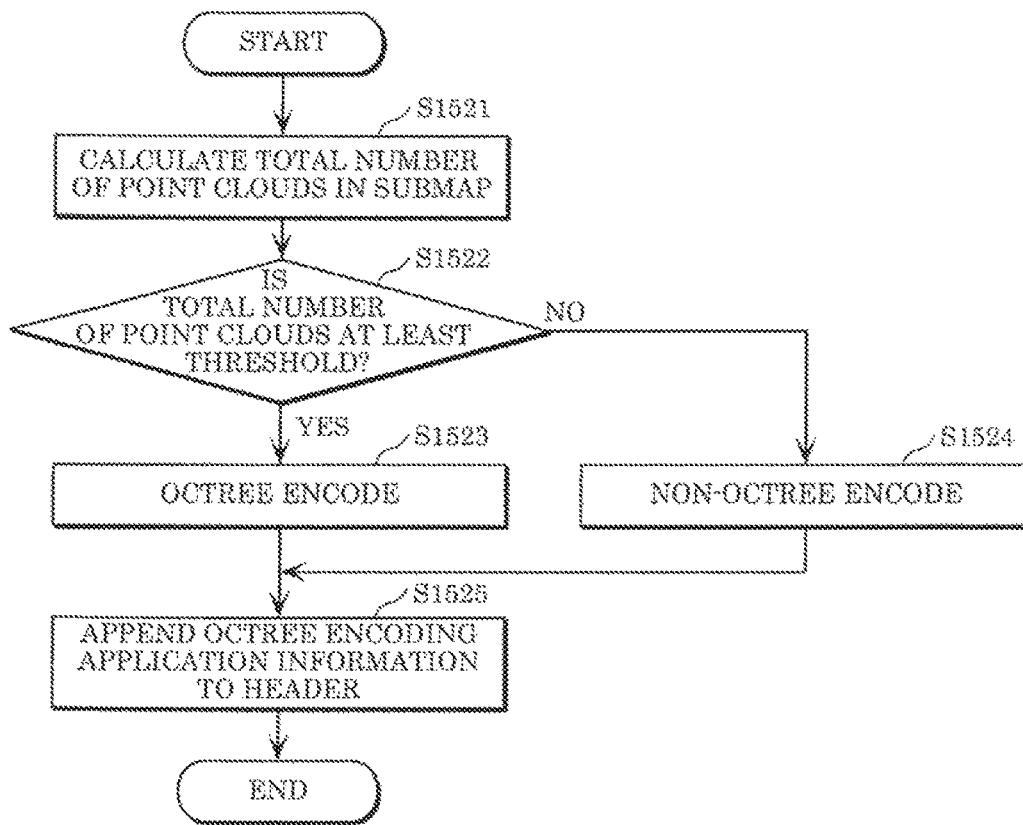 START
S1521
CALCULATE TOTAL NUMBER
OF POINT CLOUDS IN SUBMAP
S1522
IS
TOTAL NUMBER
OF POINT CLOUDS AT LEAST
THRESHOLD?
NO
YES
S1523
OCTREE ENCODE
S1524
NON-OCTREE ENCODE
S1525
APPEND OCTREE ENCODING
APPLICATION INFORMATION
TO HEADER
END